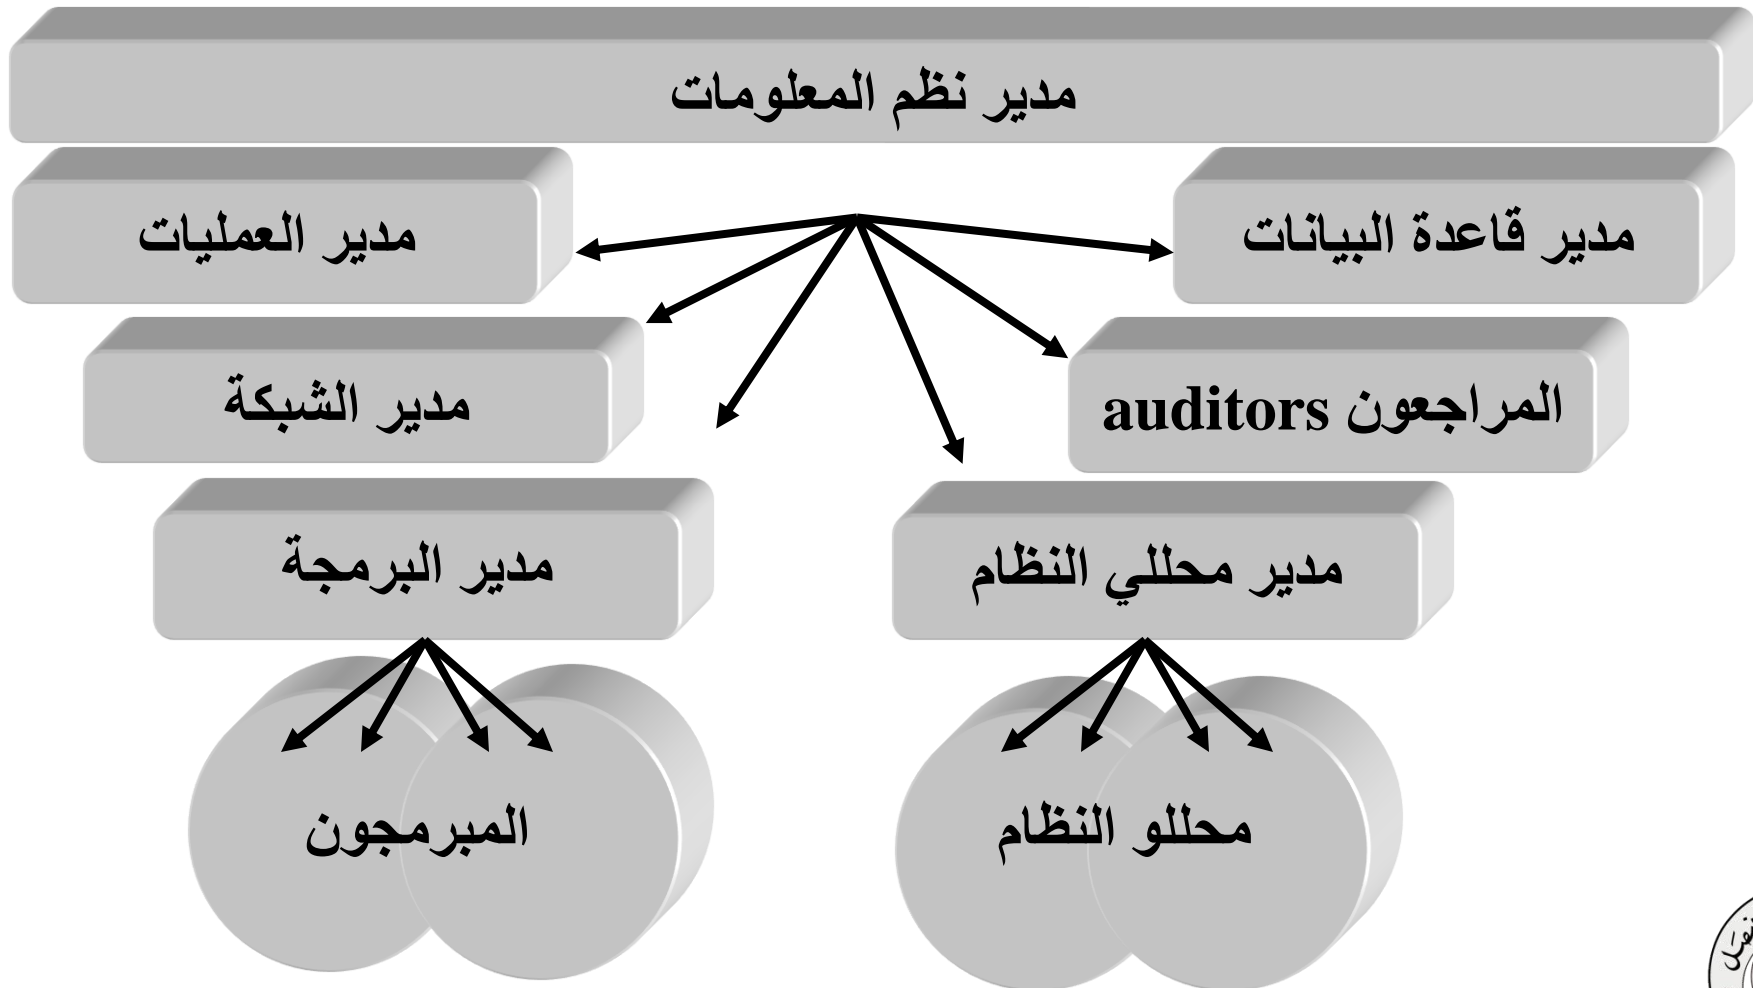 مدير نظم المعلومات
مدير قاعدة البيانات
مدير العمليات
المراجعون auditors
مدير الشبكة
مدير محللي النظام
مدير البرمجة
محللو النظام
المبرمجون